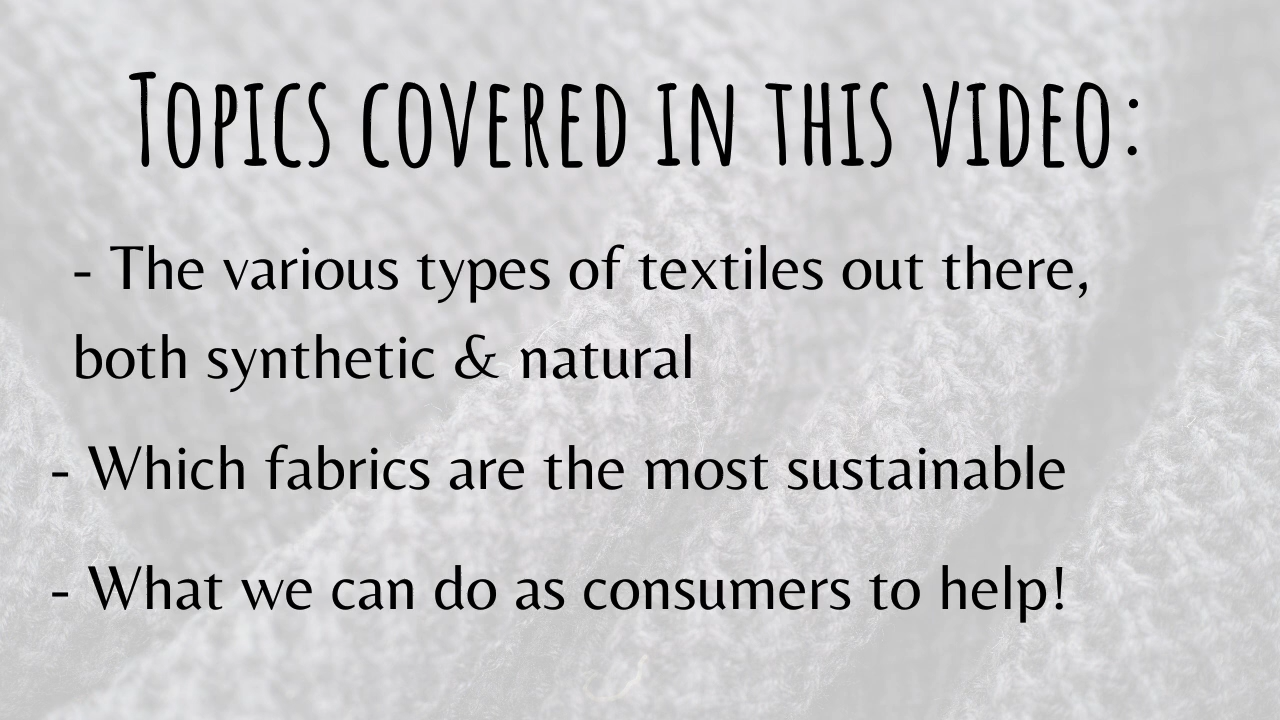 Topics covered in this video:
- The various types of textiles out there,
both synthetic & natural
- Which fabrics are the most sustainable
- What we can do as consumers to help!